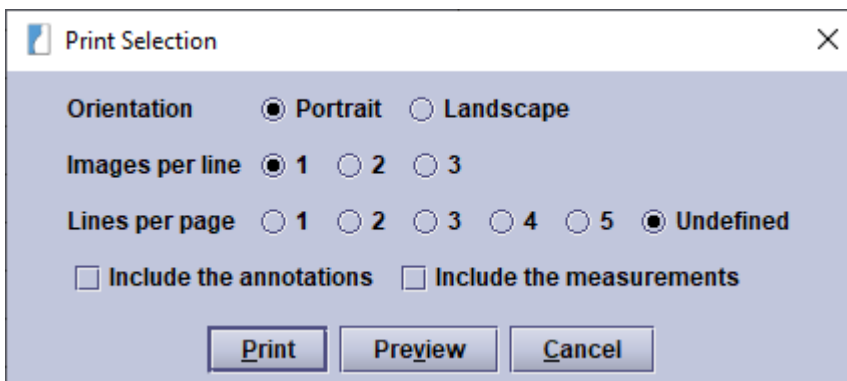 Print Selection
Orientation Portrait Landscape
Images per line 1 2 3
Lines per page 1 2 3 4 5 Undefined
Include the annotations Include the measurements
Print Preview Cancel